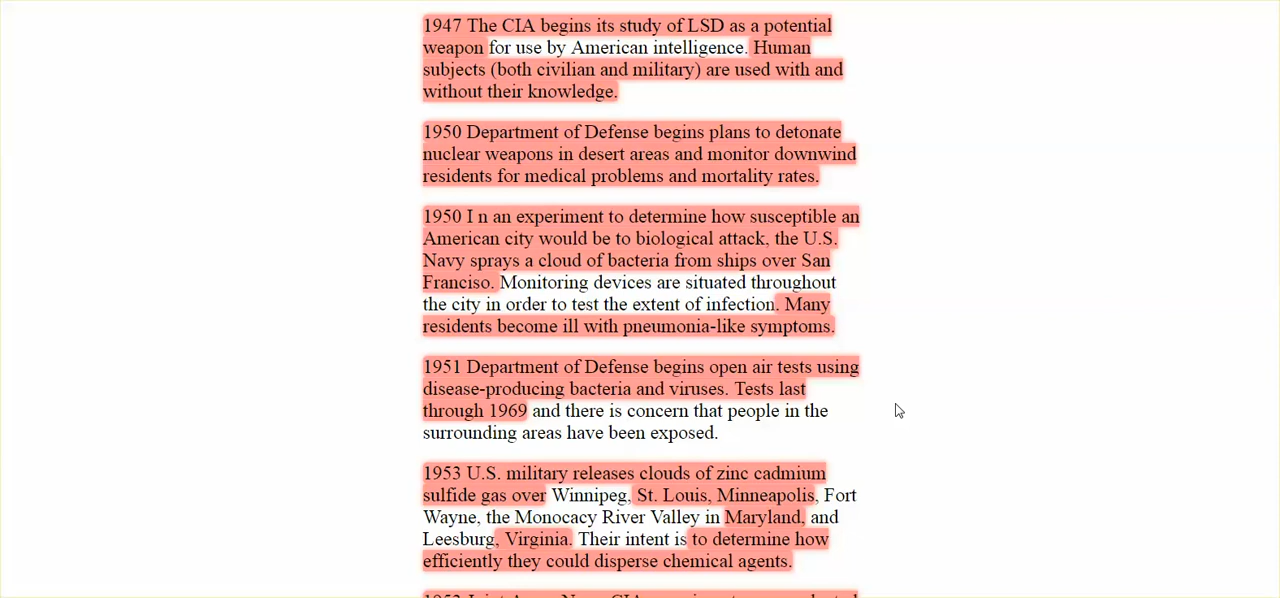 1947 The CIA begins its study of LSD as a potential
weapon for use by American intelligence. Human
subjects (both civilian and military) are used with and
without their knowledge.
1950 Department of Defense begins plans to detonate
nuclear weapons in desert areas and monitor downwind
residents for medical problems and mortality rates.
1950 I n an experiment to determine how susceptible an
American city would be to biological attack, the U.S.
Navy sprays a cloud of bacteria from ships over San
Franciso. Monitoring devices are situated throughout
the city in order to test the extent of infection. Many
residents become ill with pneumonia-like symptoms.
1951 Department of Defense begins open air tests using
disease-producing bacteria and viruses. Tests last
through 1969 and there is concern that people in the
surrounding areas have been exposed.
1953 U.S. military releases clouds of zinc cadmium
sulfide gas over Winnipeg, St. Louis, Minneapolis, Fort
Wayne, the Monocacy River Valley in Maryland, and
Leesburg, Virginia. Their intent is to determine how
efficiently they could disperse chemical agents.